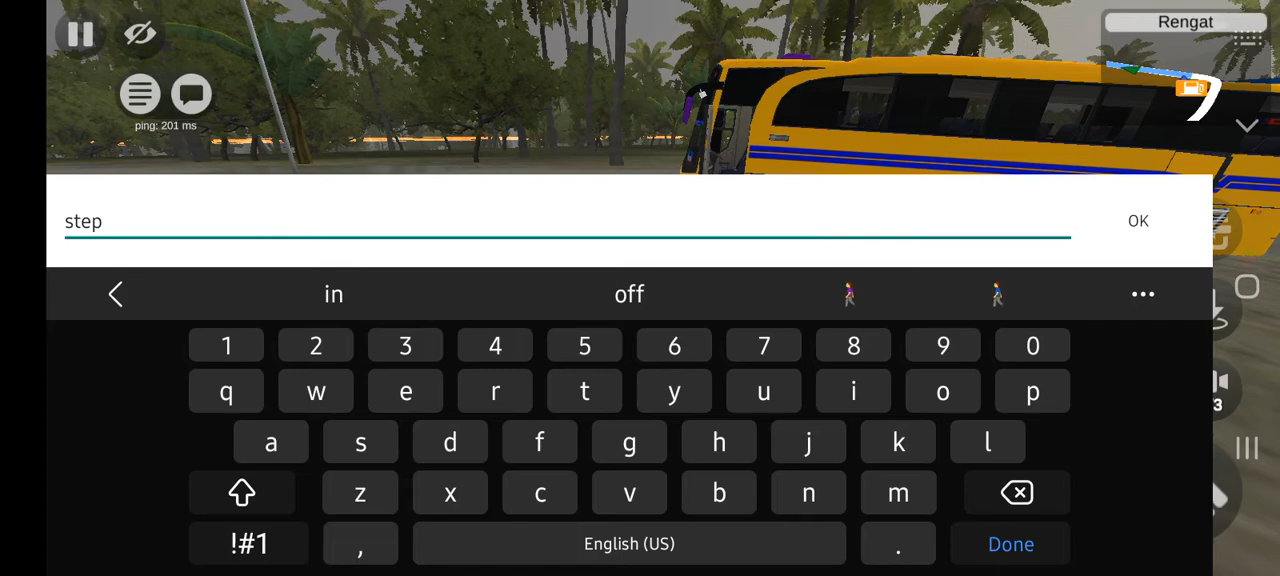 Rengat
ping: 201 ms
step
OK
in off
1 2 3 4 5 6 7 8 9 0
q w e r t y u i o p
a s d f g h j k l
z x c v b n m
!#1 , English (US) . Done
3